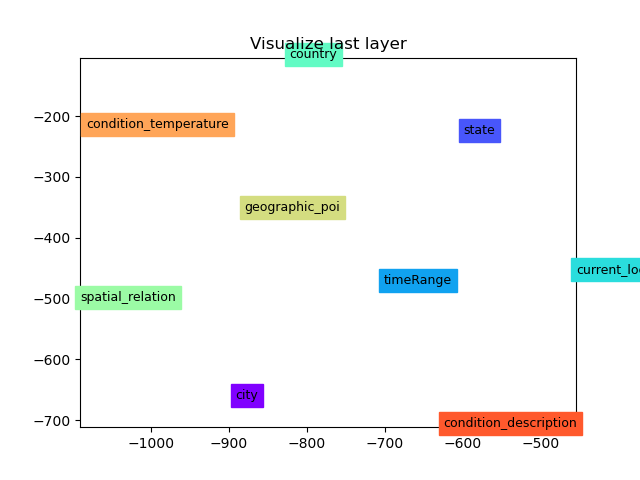 Visualize last layer
country
condition_temperature
state
geographic_poi
current_lo
timeRange
spatial_relation
city
condition_description
−200
−300
−400
−500
−600
−700
−1000
−900
−800
−700
−600
−500